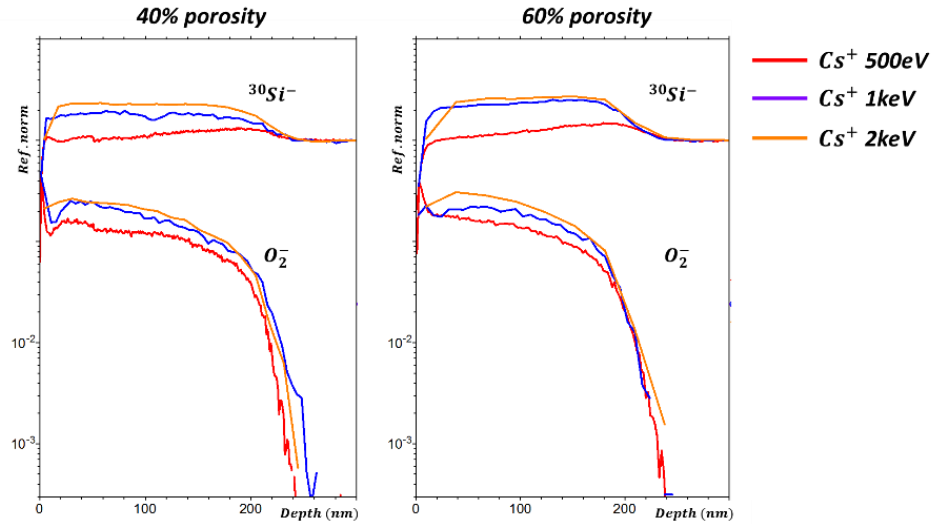 40% porosity
60% porosity
Cs+ 500eV
Cs+ 1keV
Cs+ 2keV
Ref. norm
30Si−
O2−
10-2
10-3
0
100
200
Depth (nm)
Ref. norm
30Si−
O2−
10-2
10-3
0
100
200
Depth (nm)